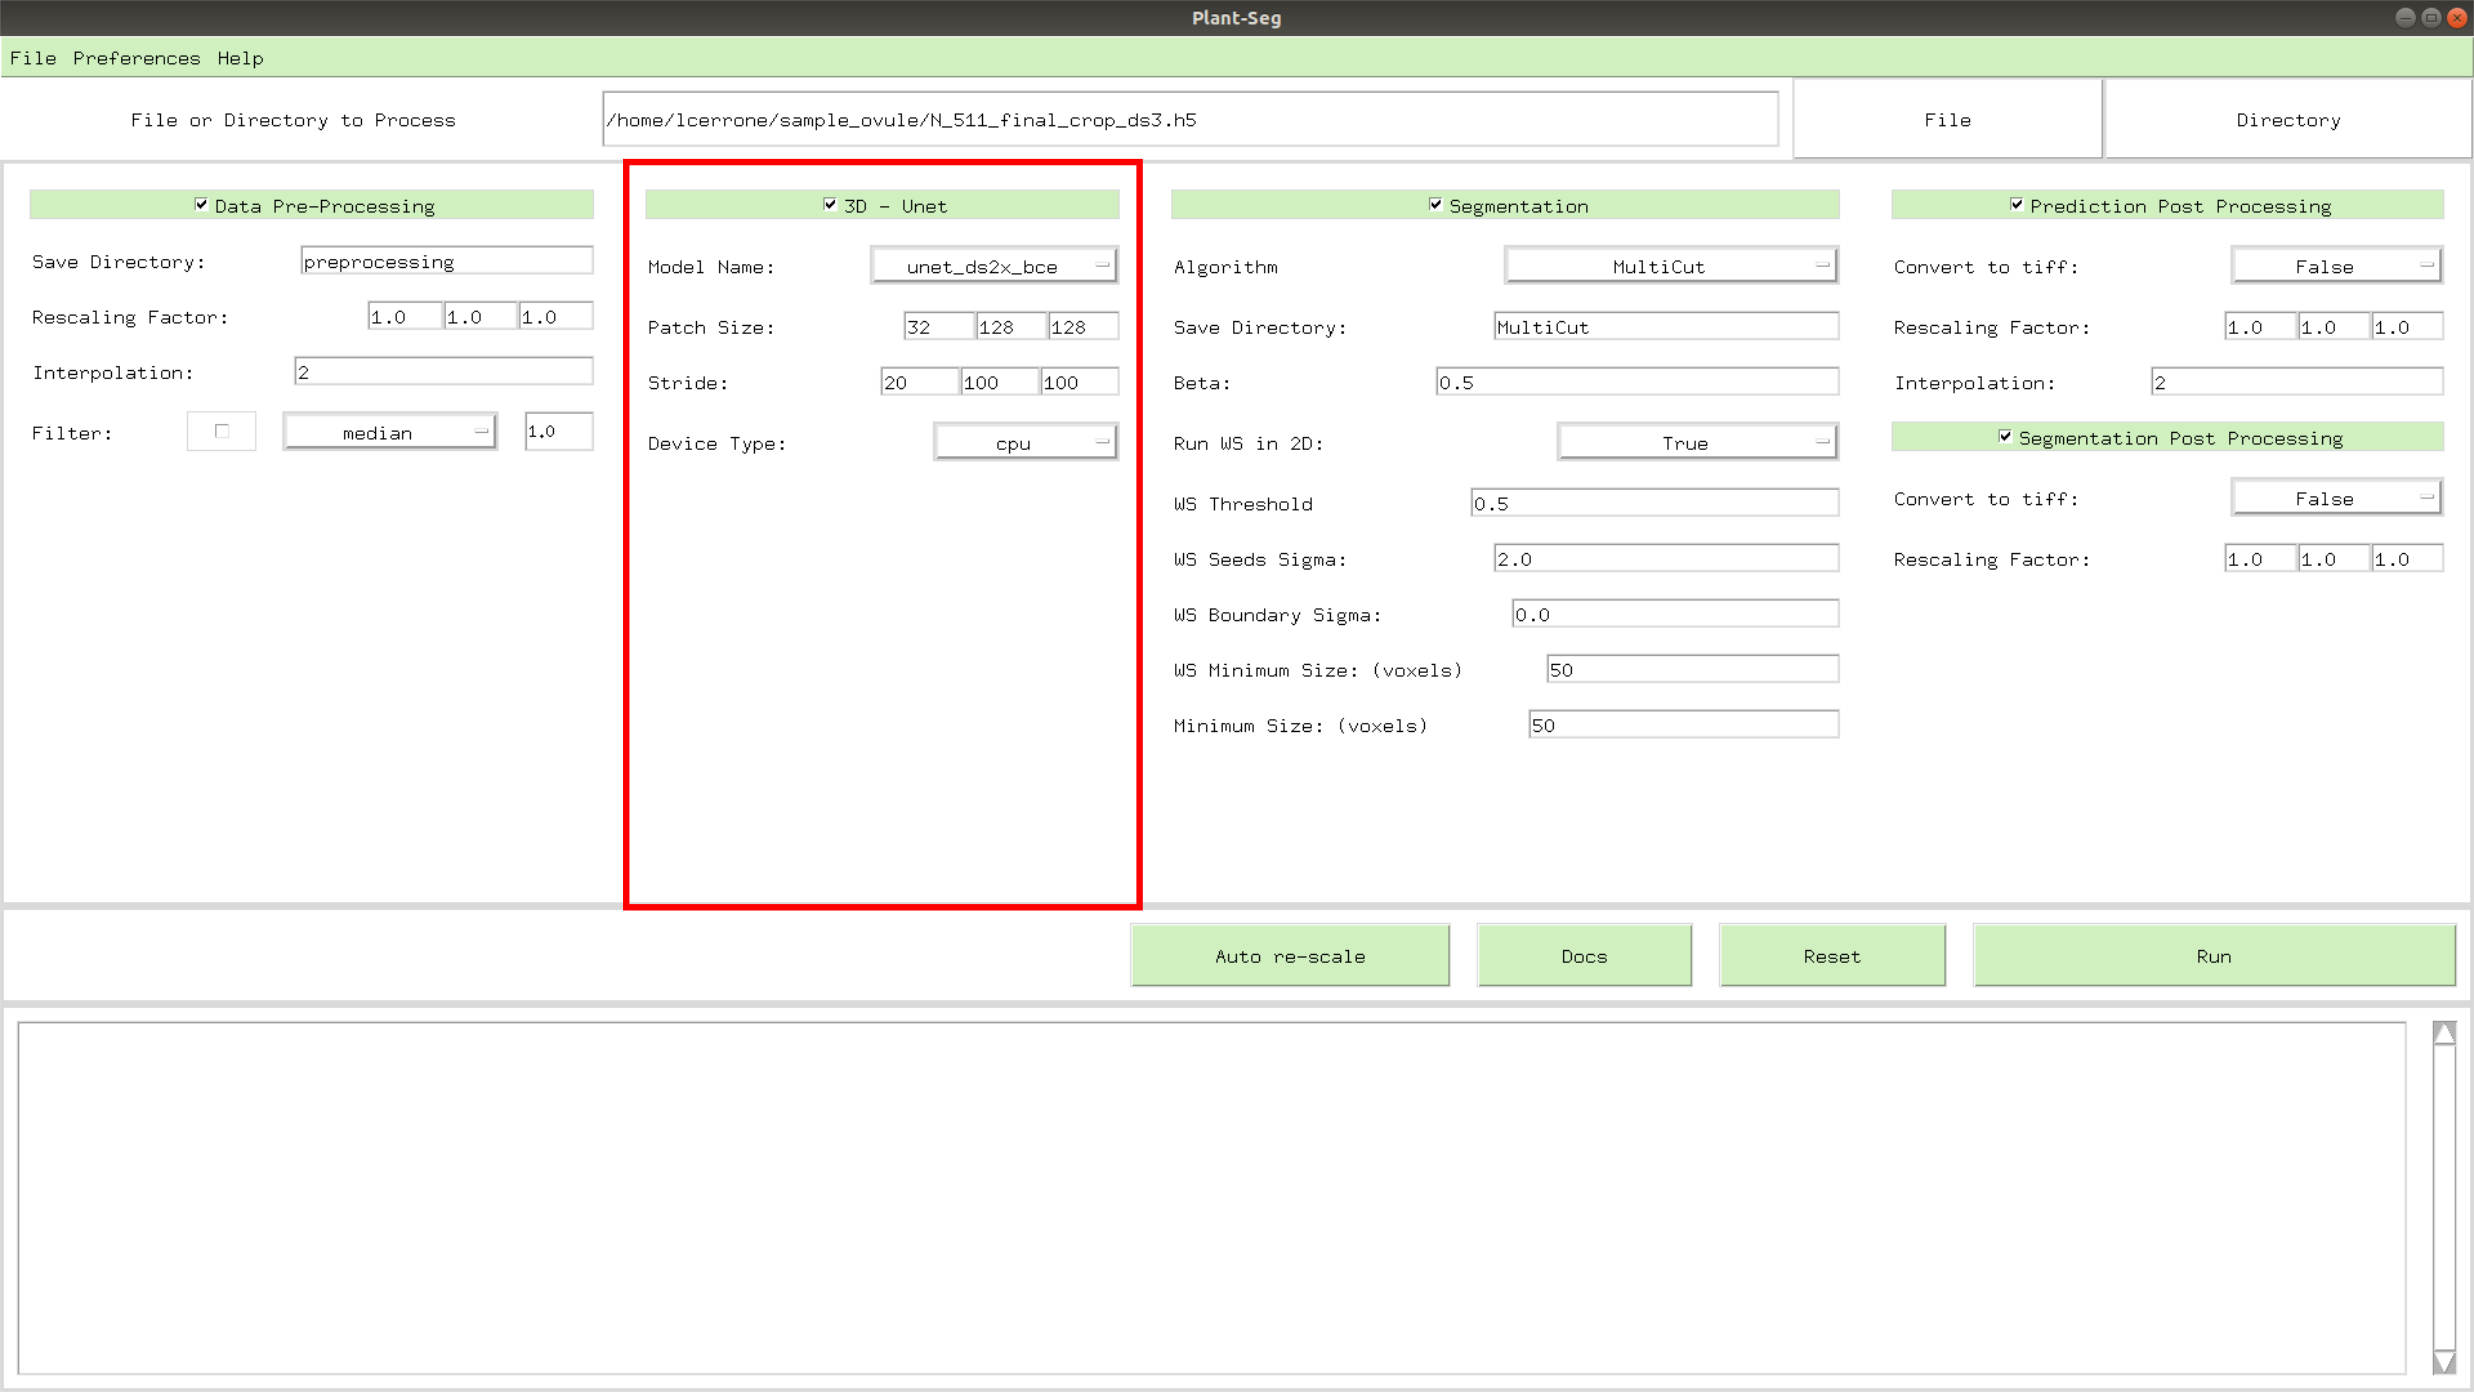 Plant-Seg
File Preferences Help
File or Directory to Process /home/lcerrone/sample_ovule/N_511_final_crop_ds3.h5 File Directory
Data Pre-Processing
Save Directory: preprocessing
Rescaling Factor: 1.0 1.0 1.0
Interpolation: 2
Filter: median 1.0
3D - Unet
Model Name: unet_ds2x_bce
Patch Size: 32 128 128
Stride: 20 100 100
Device Type: cpu
Segmentation
Algorithm MultiCut
Save Directory: MultiCut
Beta: 0.5
Run WS in 2D: True
WS Threshold 0.5
WS Seeds Sigma: 2.0
WS Boundary Sigma: 0.0
WS Minimum Size: (voxels) 50
Minimum Size: (voxels) 50
Prediction Post Processing
Convert to tiff: False
Rescaling Factor: 1.0 1.0 1.0
Interpolation: 2
Segmentation Post Processing
Convert to tiff: False
Rescaling Factor: 1.0 1.0 1.0
Auto re-scale Docs Reset Run